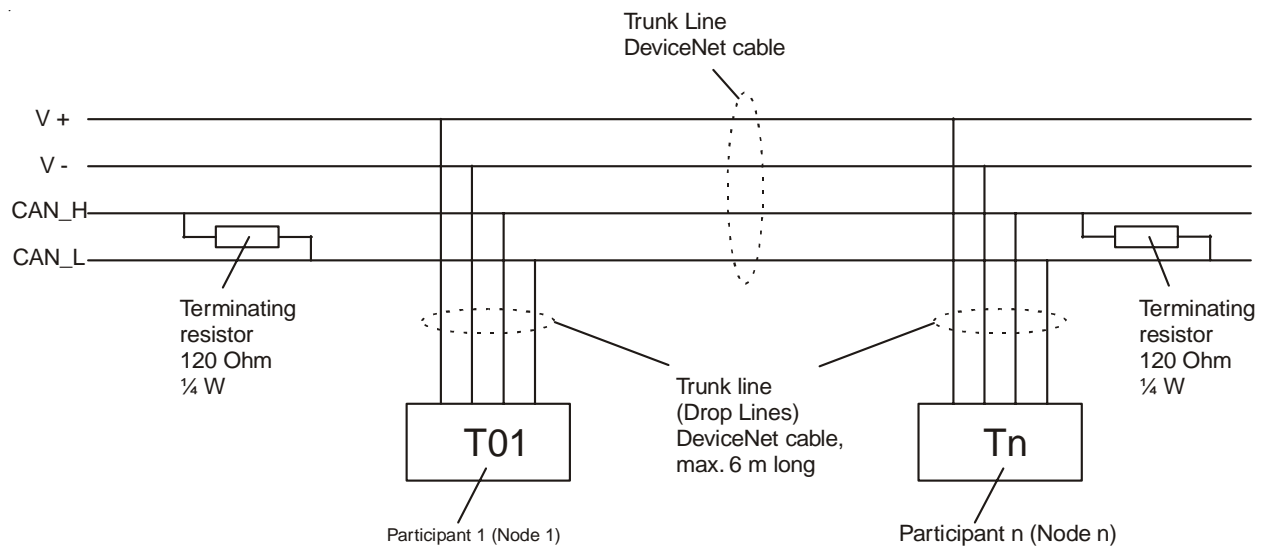 Trunk Line
DeviceNet cable
V +
V -
CAN_H
CAN_L
Terminating
resistor
120 Ohm
¼ W
Trunk line
(Drop Lines)
DeviceNet cable,
max. 6 m long
Terminating
resistor
120 Ohm
¼ W
T01
Tn
Participant 1 (Node 1)
Participant n (Node n)